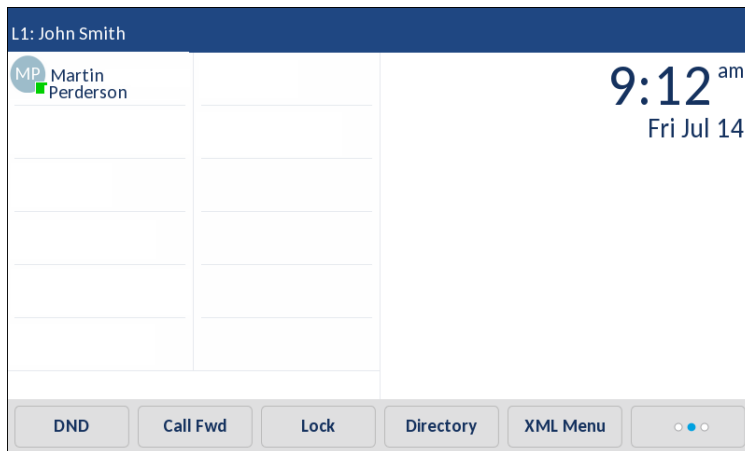 L1: John Smith
MP
Martin
Perderson
9:12 am
Fri Jul 14
DND
Call Fwd
Lock
Directory
XML Menu